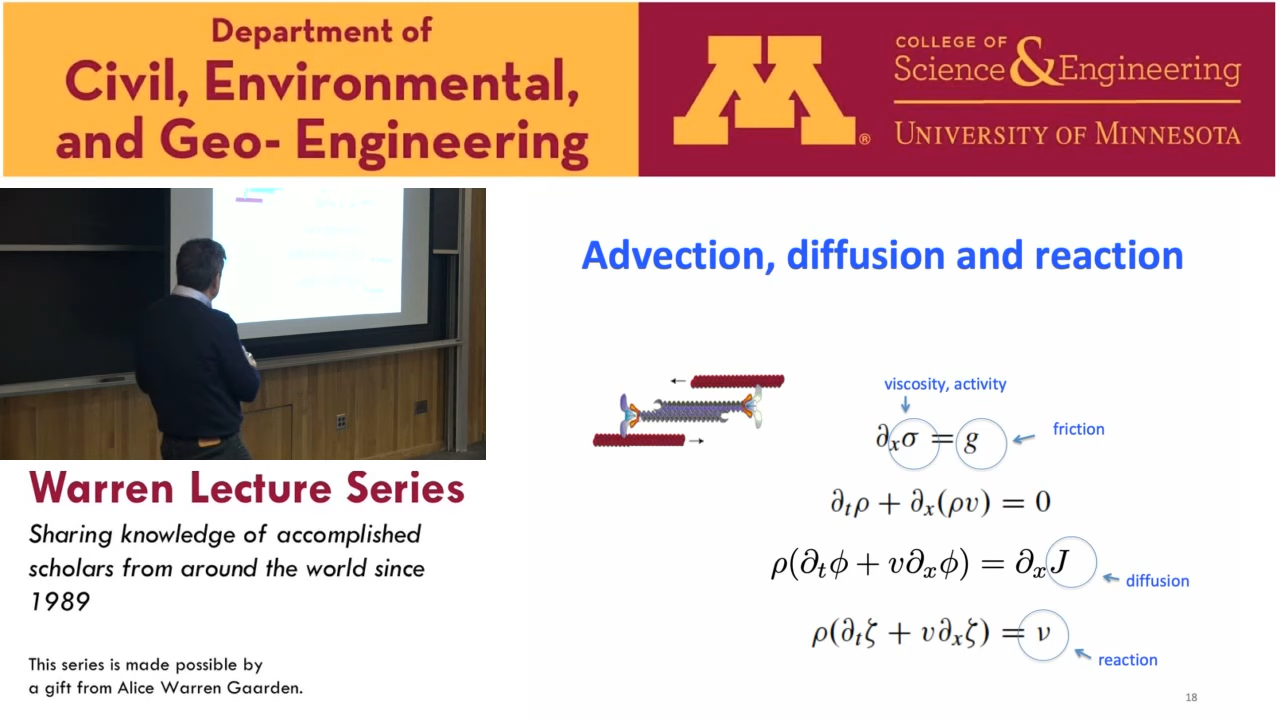 Department of
Civil, Environmental,
and Geo- Engineering
COLLEGE OF
Science & Engineering
UNIVERSITY OF MINNESOTA
M®
Advection, diffusion and reaction
viscosity, activity
∂ₓσ = g
friction
∂ₜρ + ∂ₓ(ρv) = 0
ρ(∂ₜϕ + v∂ₓϕ) = ∂ₓJ
diffusion
ρ(∂ₜζ + v∂ₓζ) = ν
reaction
18
Warren Lecture Series
Sharing knowledge of accomplished
scholars from around the world since
1989
This series is made possible by
a gift from Alice Warren Gaarden.